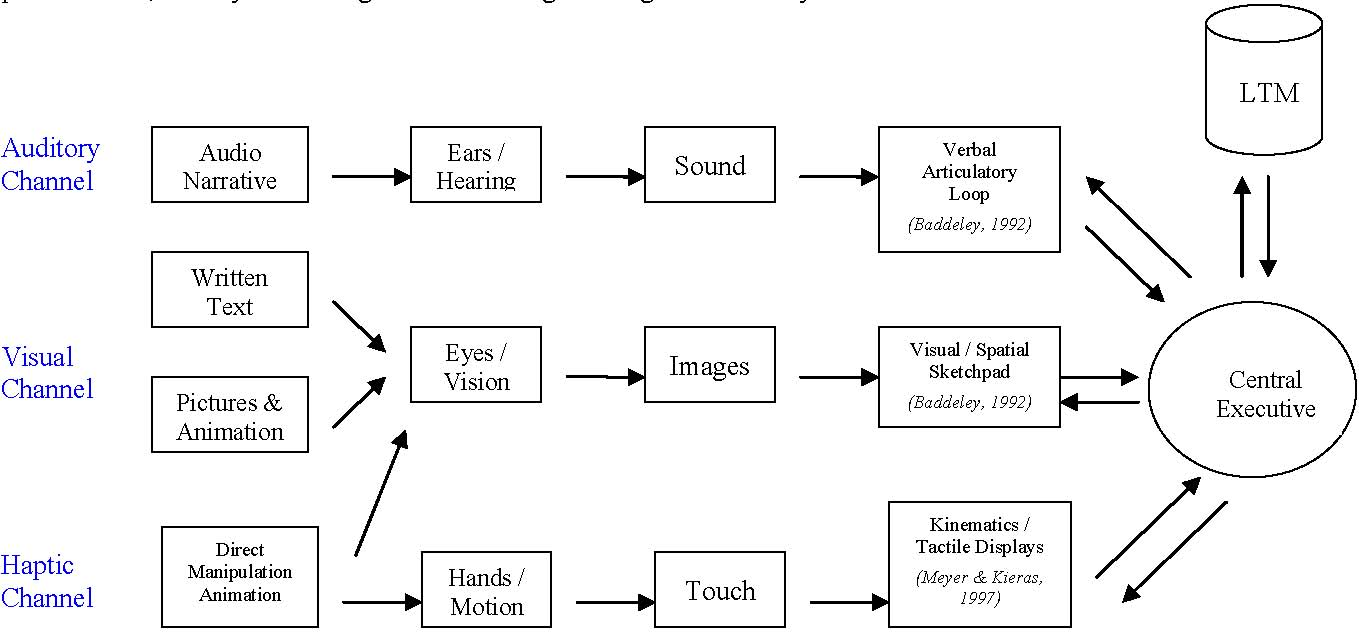 LTM
Auditory
Channel
Audio
Narrative
Ears /
Hearing
Sound
Verbal
Articulatory
Loop
(Baddeley, 1992)
Written
Text
Visual
Channel
Pictures &
Animation
Eyes /
Vision
Images
Visual / Spatial
Sketchpad
(Baddeley, 1992)
Central
Executive
Haptic
Channel
Direct
Manipulation
Animation
Hands /
Motion
Touch
Kinematics /
Tactile Displays
(Meyer & Kieras,
1997)